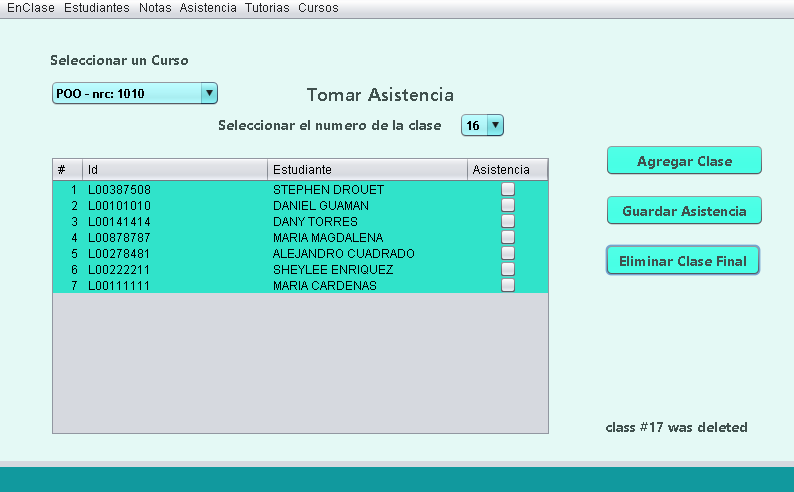 EnClase Estudiantes Notas Asistencia Tutorias Cursos
Seleccionar un Curso
POO - nrc: 1010
Tomar Asistencia
Seleccionar el numero de la clase 16
# Id Estudiante Asistencia
1 L00387508 STEPHEN DROUET
2 L00101010 DANIEL GUAMAN
3 L00141414 DANY TORRES
4 L00878787 MARIA MAGDALENA
5 L00278481 ALEJANDRO CUADRADO
6 L00222211 SHEYLEE ENRIQUEZ
7 L00111111 MARIA CARDENAS
Agregar Clase
Guardar Asistencia
Eliminar Clase Final
class #17 was deleted